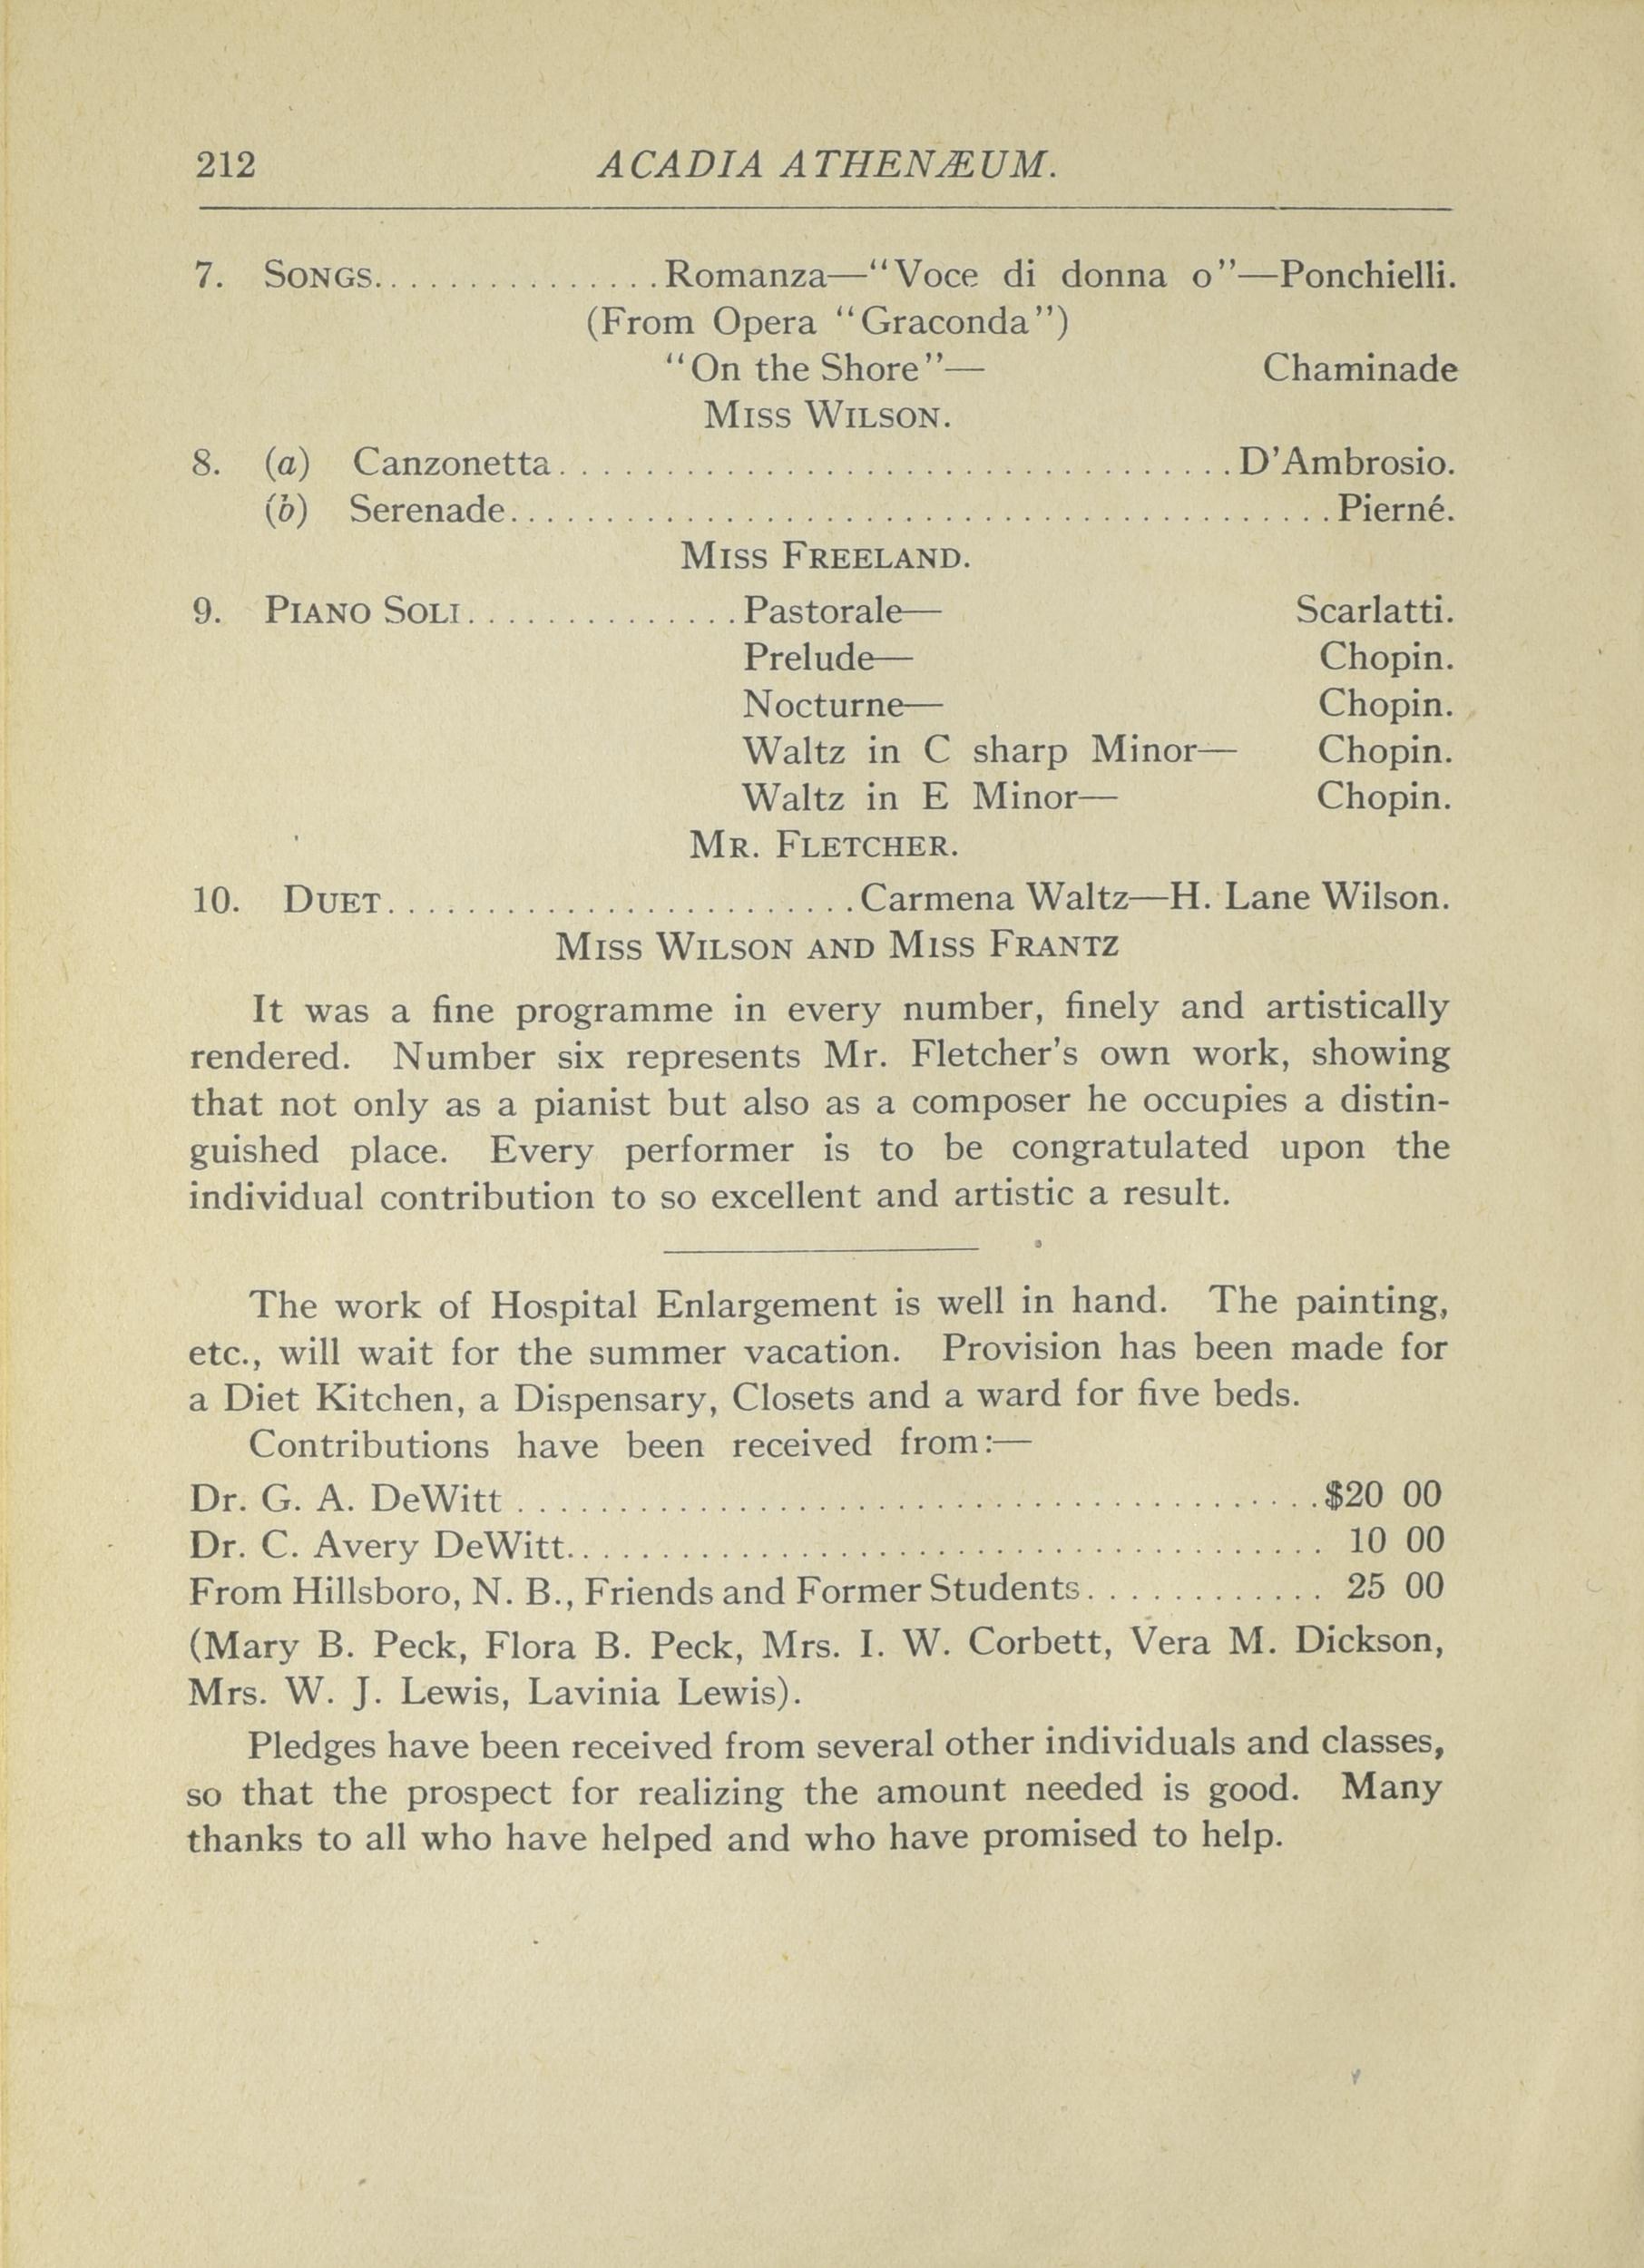 212 ACADIA ATHENÆUM.
7. SONGS................Romanza—"Voce di donna o"—Ponchielli.
(From Opera "Graconda")
"On the Shore"— Chaminade
MISS WILSON.
8. (a) Canzonetta......................................D'Ambrosio.
(b) Serenade..............................................Pierné.
MISS FREELAND.
9. PIANO SOLI...............Pastorale— Scarlatti.
Prelude— Chopin.
Nocturne— Chopin.
Waltz in C sharp Minor— Chopin.
Waltz in E Minor— Chopin.
MR. FLETCHER.
10. DUET..........................Carmena Waltz—H. Lane Wilson.
MISS WILSON AND MISS FRANTZ
It was a fine programme in every number, finely and artistically
rendered. Number six represents Mr. Fletcher's own work, showing
that not only as a pianist but also as a composer he occupies a distin-
guished place. Every performer is to be congratulated upon the
individual contribution to so excellent and artistic a result.
The work of Hospital Enlargement is well in hand. The painting,
etc., will wait for the summer vacation. Provision has been made for
a Diet Kitchen, a Dispensary, Closets and a ward for five beds.
Contributions have been received from:—
Dr. G. A. DeWitt.............................................$20 00
Dr. C. Avery DeWitt.......................................... 10 00
From Hillsboro, N. B., Friends and Former Students............. 25 00
(Mary B. Peck, Flora B. Peck, Mrs. I. W. Corbett, Vera M. Dickson,
Mrs. W. J. Lewis, Lavinia Lewis).
Pledges have been received from several other individuals and classes,
so that the prospect for realizing the amount needed is good. Many
thanks to all who have helped and who have promised to help.